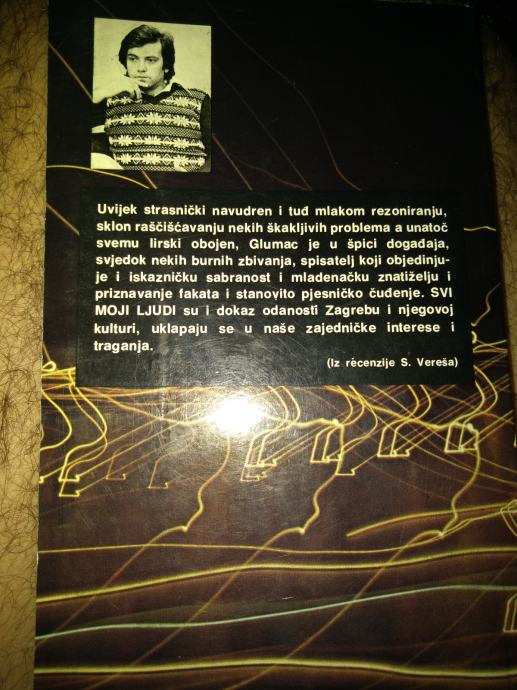 Uvijek strasnički navudren i tuđ mlakom rezoniranju,
sklon raščišćavanju nekih škakljivih problema a unatoč
svemu lirski obojen, Glumac je u špici događaja,
svjedok nekih burnih zbivanja, spisatelj koji objedinju-
je i iskazničku sabranost i mladenačku znatiželju i
priznavanje fakata i stanovito pjesničko čuđenje. SVI
MOJI LJUDI su i dokaz odanosti Zagrebu i njegovoj
kulturi, uklapaju se u naše zajedničke interese i
traganja.
(Iz recenzije S. Vereša)